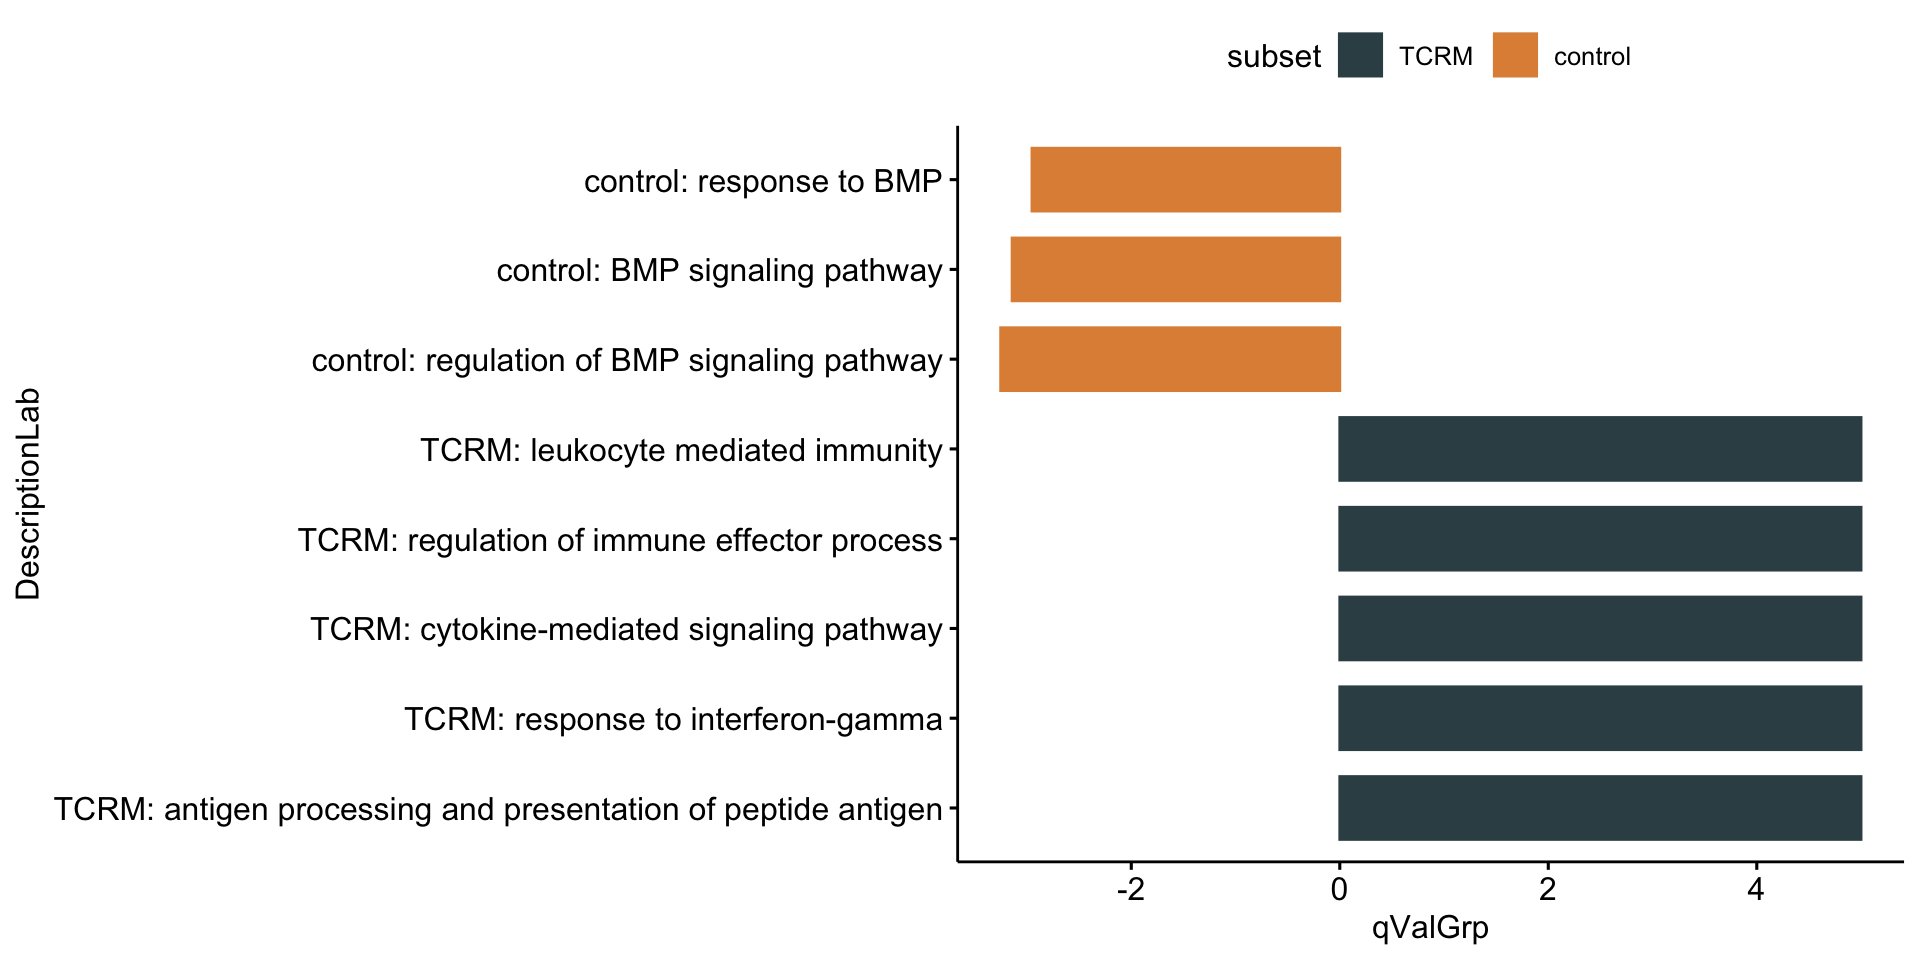 subset TCRM control
control: response to BMP
control: BMP signaling pathway
control: regulation of BMP signaling pathway
TCRM: leukocyte mediated immunity
TCRM: regulation of immune effector process
TCRM: cytokine-mediated signaling pathway
TCRM: response to interferon-gamma
TCRM: antigen processing and presentation of peptide antigen
DescriptionLab
-2 0 2 4
qValGrp